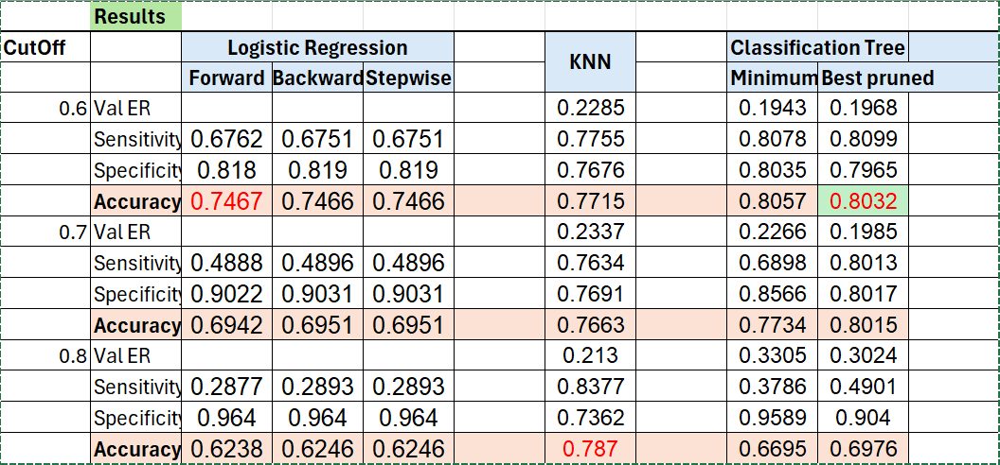 Results
CutOff Logistic Regression KNN Classification Tree
Forward Backward Stepwise Minimum Best pruned
0.6 Val ER 0.2285 0.1943 0.1968
Sensitivity 0.6762 0.6751 0.6751 0.7755 0.8078 0.8099
Specificity 0.818 0.819 0.819 0.7676 0.8035 0.7965
Accuracy 0.7467 0.7466 0.7466 0.7715 0.8057 0.8032
0.7 Val ER 0.2337 0.2266 0.1985
Sensitivity 0.4888 0.4896 0.4896 0.7634 0.6898 0.8013
Specificity 0.9022 0.9031 0.9031 0.7691 0.8566 0.8017
Accuracy 0.6942 0.6951 0.6951 0.7663 0.7734 0.8015
0.8 Val ER 0.213 0.3305 0.3024
Sensitivity 0.2877 0.2893 0.2893 0.8377 0.3786 0.4901
Specificity 0.964 0.964 0.964 0.7362 0.9589 0.904
Accuracy 0.6238 0.6246 0.6246 0.787 0.6695 0.6976